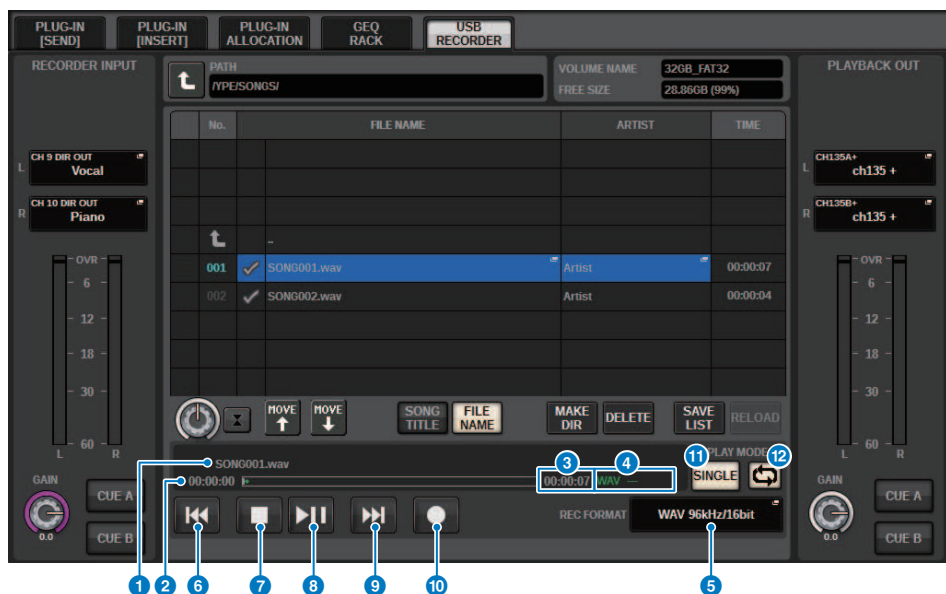 PLUG-IN [SEND]
PLUG-IN [INSERT]
PLUG-IN ALLOCATION
GEQ RACK
USB RECORDER
RECORDER INPUT
PATH
/YPE/SONGS/
VOLUME NAME 32GB_FAT32
FREE SIZE 28.86GB (99%)
PLAYBACK OUT
No. FILE NAME ARTIST TIME
CH 9 DIR OUT
L Vocal
CH 10 DIR OUT
R Piano
CH135A+
L ch135 +
CH135B+
R ch135 +
-
001 SONG001.wav Artist 00:00:07
002 SONG002.wav Artist 00:00:04
OVR
6
12
18
30
60
L R
OVR
6
12
18
30
60
L R
MOVE
MOVE
SONG TITLE
FILE NAME
MAKE DIR
DELETE
SAVE LIST
RELOAD
1 SONG001.wav
2 00:00:00
3
00:00:07
4
WAV ---
11 PLAY MODE 12
SINGLE
REC FORMAT WAV 96kHz/16bit
GAIN
0.0
CUE A
CUE B
GAIN
0.0
CUE A
CUE B
1 2 6 7 8 9 10 5